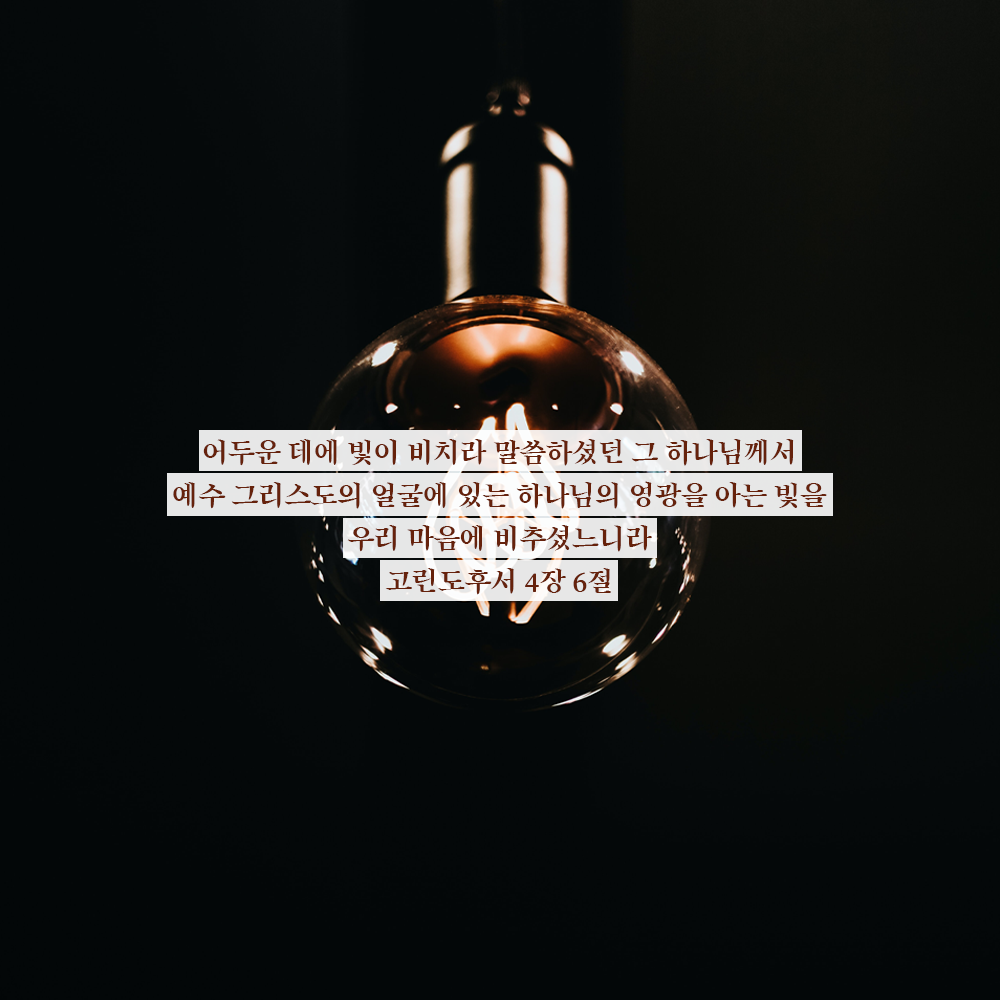 어두운 데에 빛이 비치라 말씀하셨던 그 하나님께서
예수 그리스도의 얼굴에 있는 하나님의 영광을 아는 빛을
우리 마음에 비추셨느니라
고린도후서 4장 6절